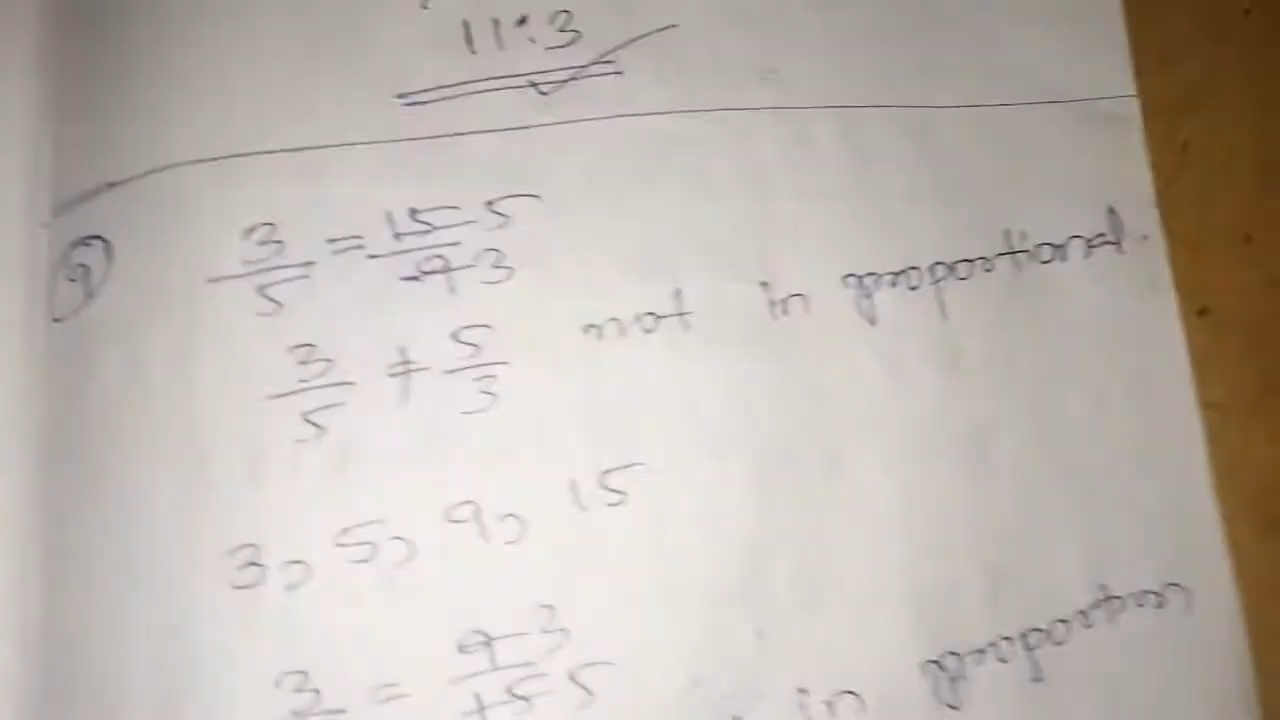 11:3
9 3/5 = 15 5/9 3
3/5 ≠ 5/3 not in proportional.
3, 5, 9, 15
3 = 9 3/15 5 in proportion